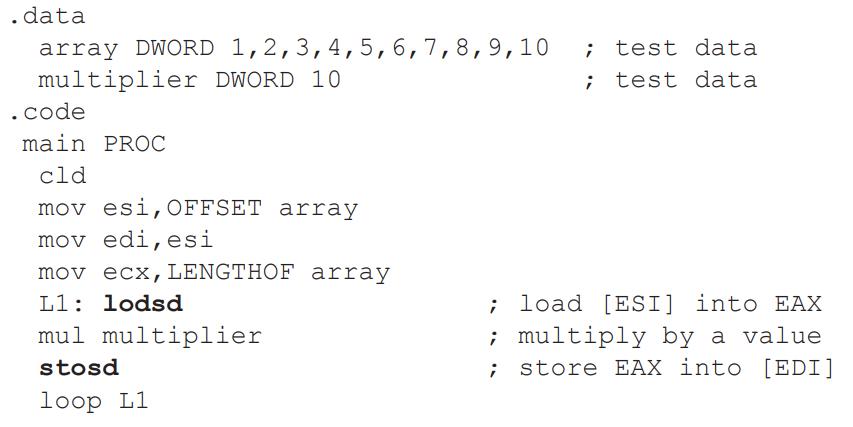 .data
array DWORD 1,2,3,4,5,6,7,8,9,10 ; test data
multiplier DWORD 10 ; test data
.code
main PROC
cld
mov esi,OFFSET array
mov edi,esi
mov ecx,LENGTHOF array
L1: lodsd ; load [ESI] into EAX
mul multiplier ; multiply by a value
stosd ; store EAX into [EDI]
loop L1